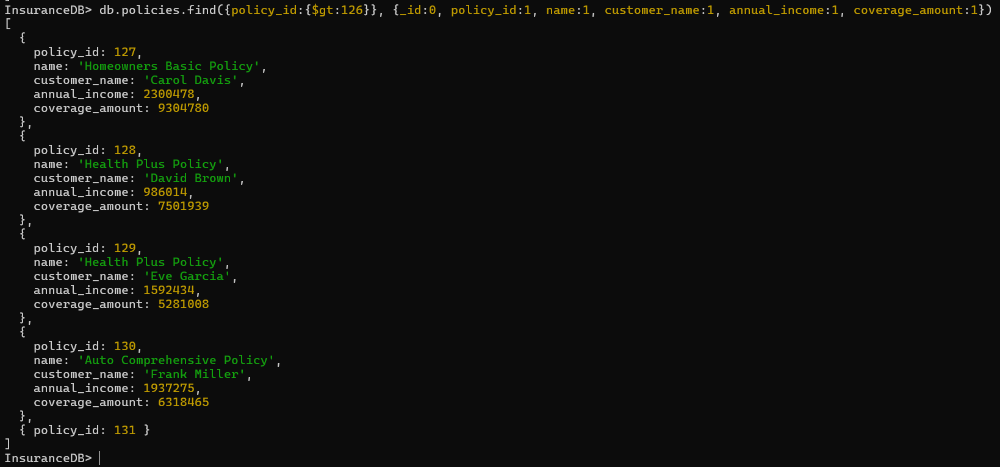 InsuranceDB> db.policies.find({policy_id:{$gt:126}}, {_id:0, policy_id:1, name:1, customer_name:1, annual_income:1, coverage_amount:1})
[
  {
    policy_id: 127,
    name: 'Homeowners Basic Policy',
    customer_name: 'Carol Davis',
    annual_income: 2300478,
    coverage_amount: 9304780
  },
  {
    policy_id: 128,
    name: 'Health Plus Policy',
    customer_name: 'David Brown',
    annual_income: 986014,
    coverage_amount: 7501939
  },
  {
    policy_id: 129,
    name: 'Health Plus Policy',
    customer_name: 'Eve Garcia',
    annual_income: 1592434,
    coverage_amount: 5281008
  },
  {
    policy_id: 130,
    name: 'Auto Comprehensive Policy',
    customer_name: 'Frank Miller',
    annual_income: 1937275,
    coverage_amount: 6318465
  },
  { policy_id: 131 }
]
InsuranceDB>